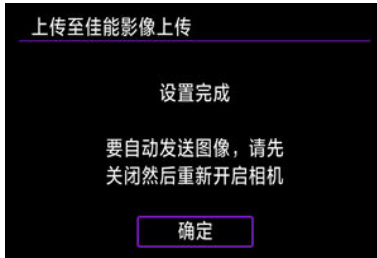 上传至佳能影像上传
设置完成
要自动发送图像，请先
关闭然后重新开启相机
确定